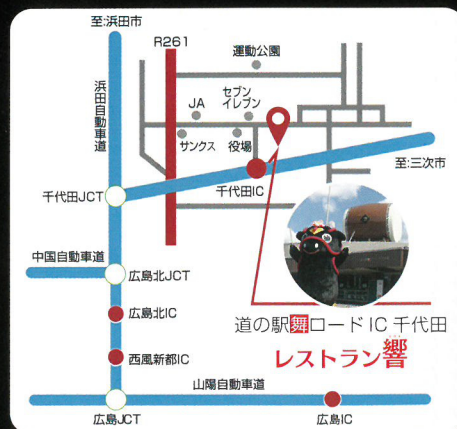 至:浜田市
R261
運動公園
浜田自動車道
JA
セブン
イレブン
サンクス
役場
至:三次市
千代田IC
千代田JCT
中国自動車道
広島北JCT
広島北IC
道の駅舞ロードIC千代田
西風新都IC
レストラン響
山陽自動車道
広島JCT
広島IC